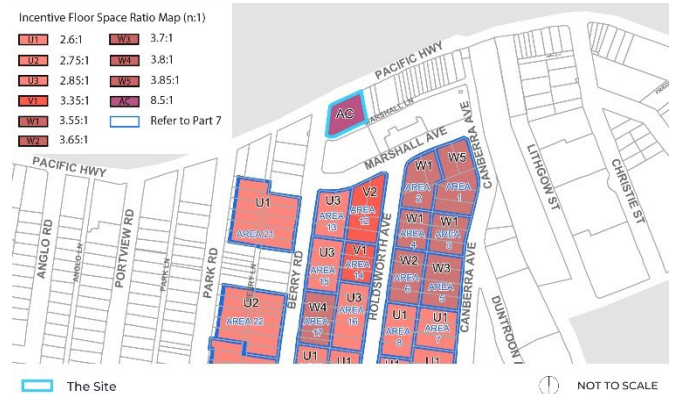 Incentive Floor Space Ratio Map (n:1)
U1 2.6:1
U2 2.75:1
U3 2.85:1
V1 3.35:1
W1 3.55:1
W2 3.65:1
W3 3.7:1
W4 3.8:1
W5 3.85:1
AC 8.5:1
Refer to Part 7
PACIFIC HWY
AC
MARSHALL LN
MARSHALL AVE
CANBERRA AVE
LITHGOW ST
CHRISTIE ST
PACIFIC HWY
ANGLO RD
ANGLO LN
PORTVIEW RD
PARK LN
PARK RD
BERRY LN
BERRY RD
HOLDSWORTH AVE
CANBERRA AVE
DUNTROON
U1
AREA 21
U2
AREA 22
U3
AREA
13
V2
AREA
12
U3
AREA
15
V1
AREA
14
W4
AREA
17
U3
AREA
16
U1
U1
W1
AREA
2
W5
AREA
1
W1
AREA
4
W1
AREA
3
W2
AREA
6
W3
AREA
5
U1
AREA
8
U1
AREA
7
U1
U1
The Site
NOT TO SCALE